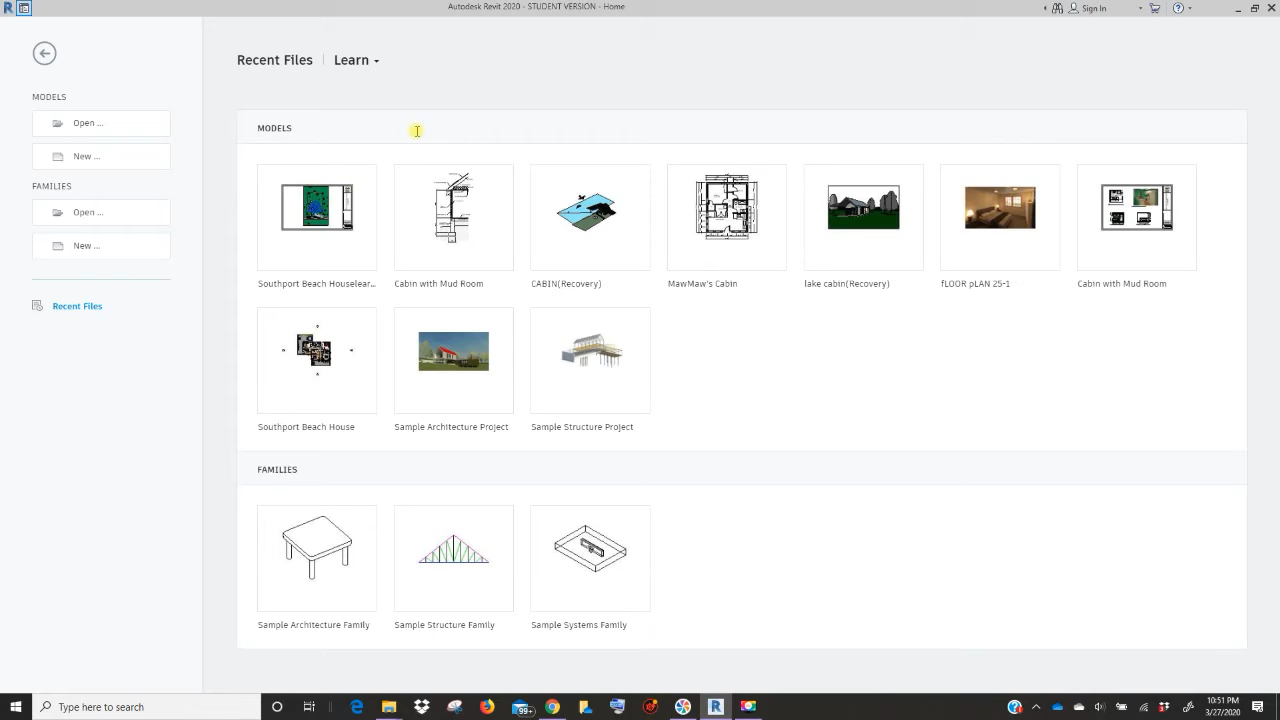 Autodesk Revit 2020 - STUDENT VERSION - Home
Sign In
Recent Files
Learn
MODELS
Open ...
New ...
FAMILIES
Open ...
New ...
Recent Files
MODELS
Southport Beach Houselear...
Cabin with Mud Room
CABIN(Recovery)
MawMaw's Cabin
lake cabin(Recovery)
fLOOR pLAN 25-1
Cabin with Mud Room
Southport Beach House
Sample Architecture Project
Sample Structure Project
FAMILIES
Sample Architecture Family
Sample Structure Family
Sample Systems Family
Type here to search
99+
10:51 PM
3/27/2020